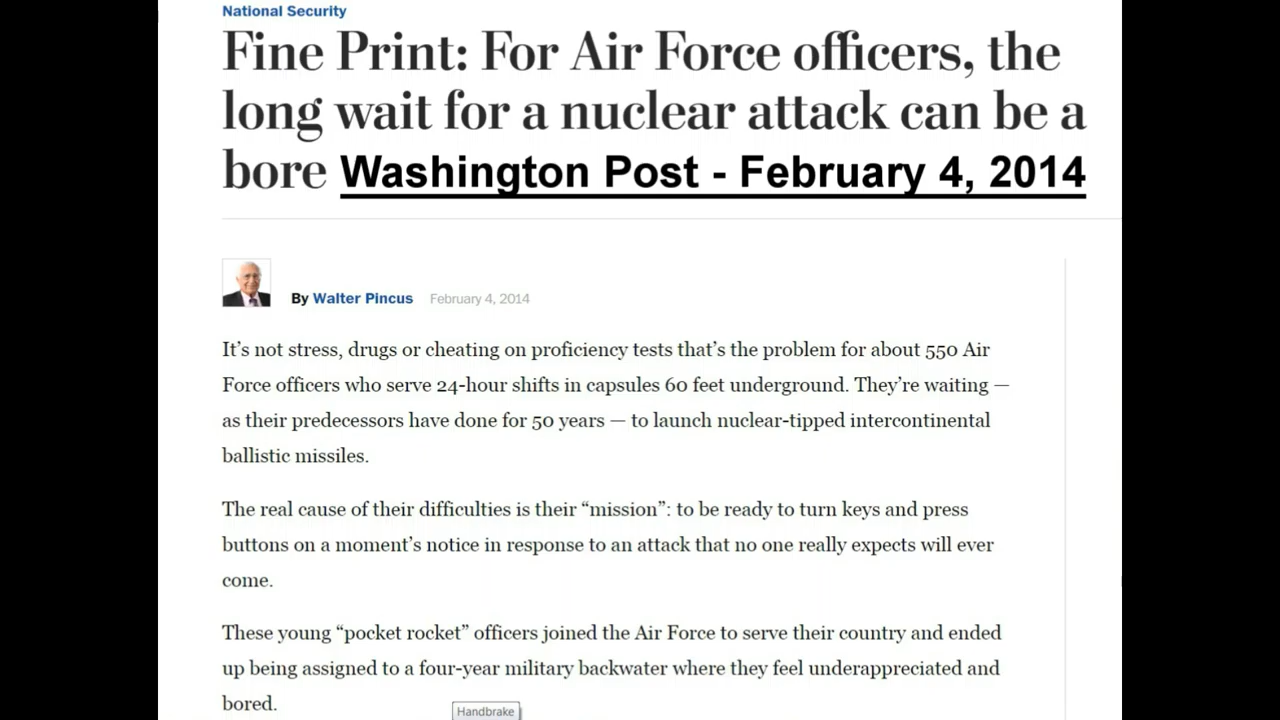 National Security
Fine Print: For Air Force officers, the
long wait for a nuclear attack can be a
bore Washington Post - February 4, 2014
By Walter Pincus February 4, 2014
It’s not stress, drugs or cheating on proficiency tests that’s the problem for about 550 Air
Force officers who serve 24-hour shifts in capsules 60 feet underground. They’re waiting —
as their predecessors have done for 50 years — to launch nuclear-tipped intercontinental
ballistic missiles.
The real cause of their difficulties is their “mission”: to be ready to turn keys and press
buttons on a moment’s notice in response to an attack that no one really expects will ever
come.
These young “pocket rocket” officers joined the Air Force to serve their country and ended
up being assigned to a four-year military backwater where they feel underappreciated and
bored.
Handbrake